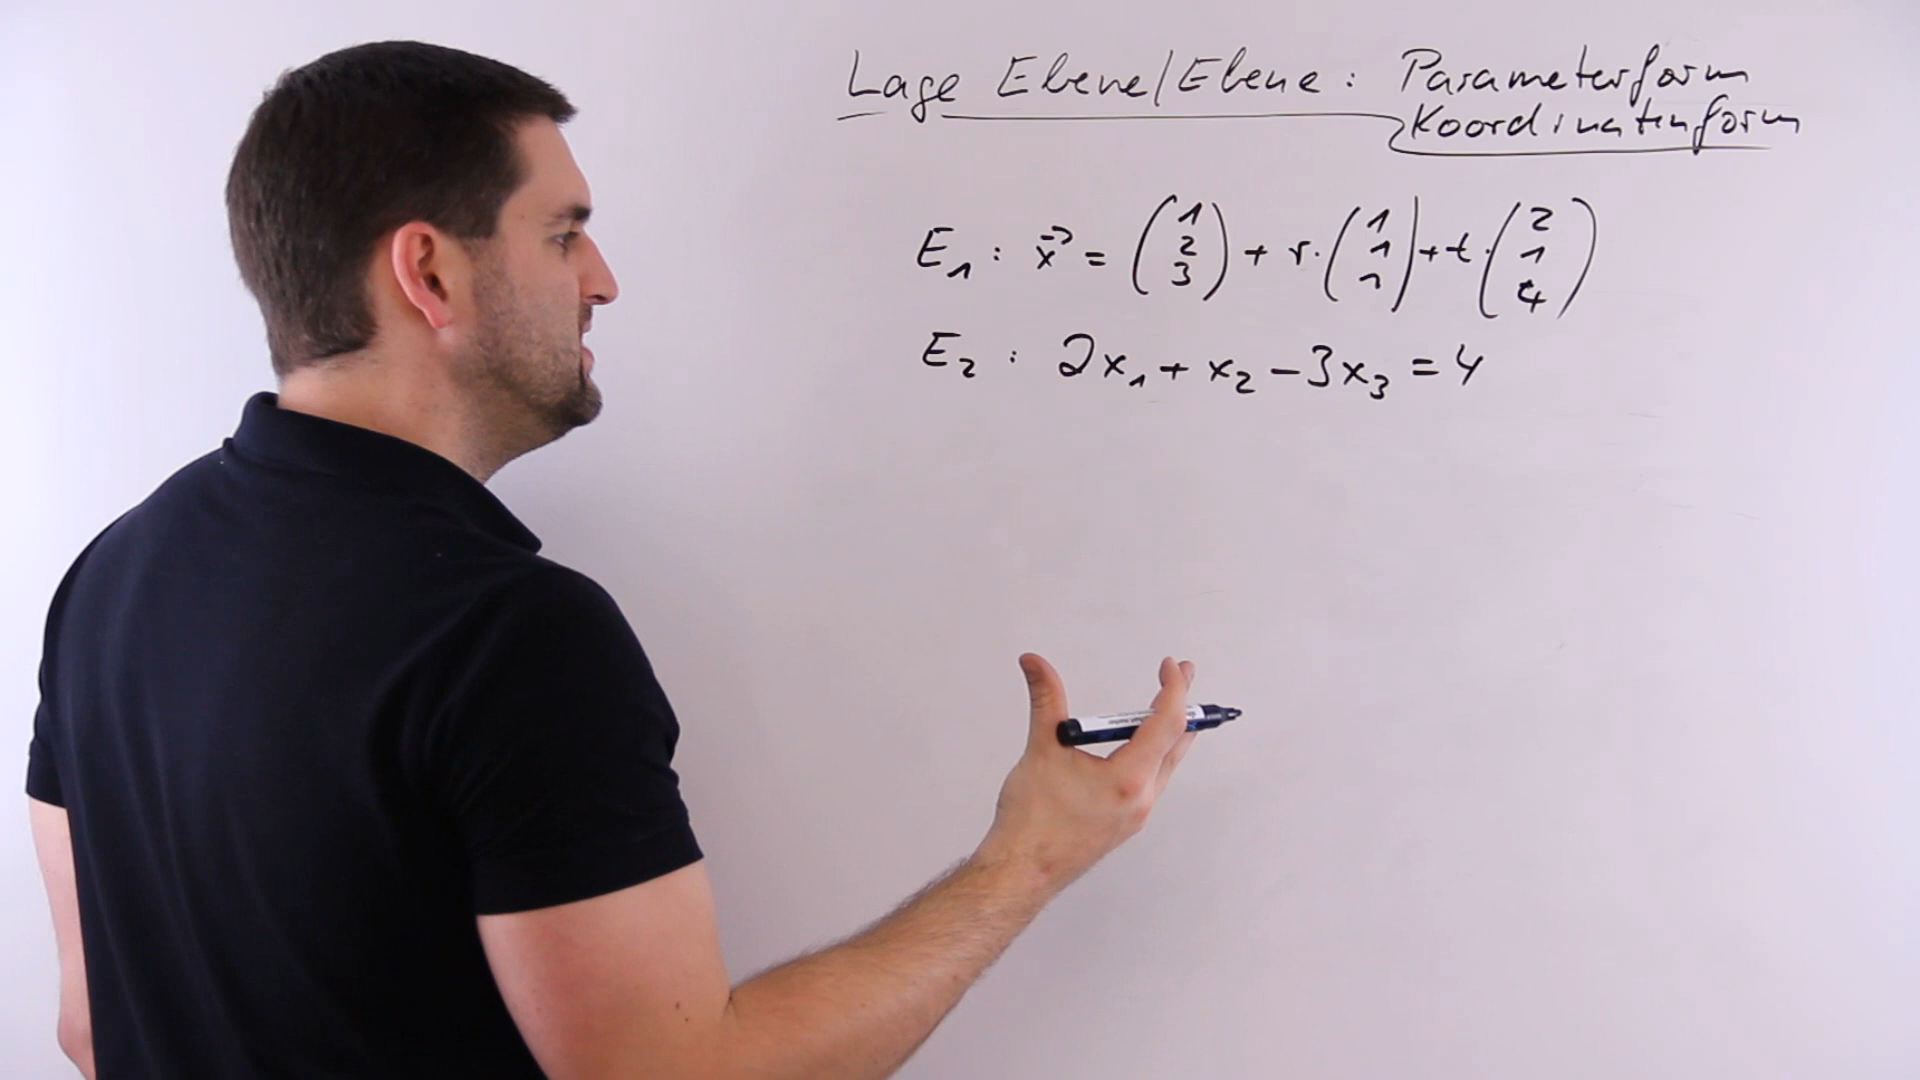 Lage Ebene/Ebene: Parameterform
Koordinatenform
E₁: x⃗ = (1 2 3) + r·(1 1 1) + t·(2 1 4)
E₂: 2x₁ + x₂ - 3x₃ = 4